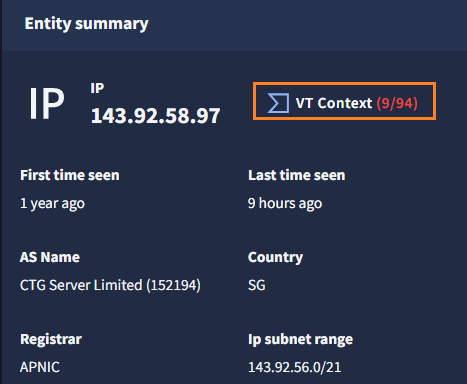 Entity summary
IP
IP
143.92.58.97
VT Context (9/94)
First time seen
1 year ago
Last time seen
9 hours ago
AS Name
CTG Server Limited (152194)
Country
SG
Registrar
APNIC
Ip subnet range
143.92.56.0/21